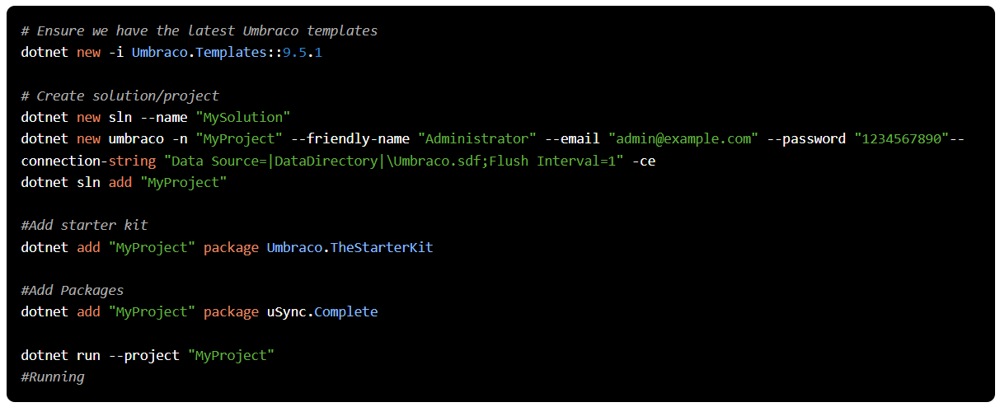 # Ensure we have the latest Umbraco templates
dotnet new -i Umbraco.Templates::9.5.1
# Create solution/project
dotnet new sln --name "MySolution"
dotnet new umbraco -n "MyProject" --friendly-name "Administrator" --email "admin@example.com" --password "1234567890"--
connection-string "Data Source=|DataDirectory|\Umbraco.sdf;Flush Interval=1" -ce
dotnet sln add "MyProject"
#Add starter kit
dotnet add "MyProject" package Umbraco.TheStarterKit
#Add Packages
dotnet add "MyProject" package uSync.Complete
dotnet run --project "MyProject"
#Running